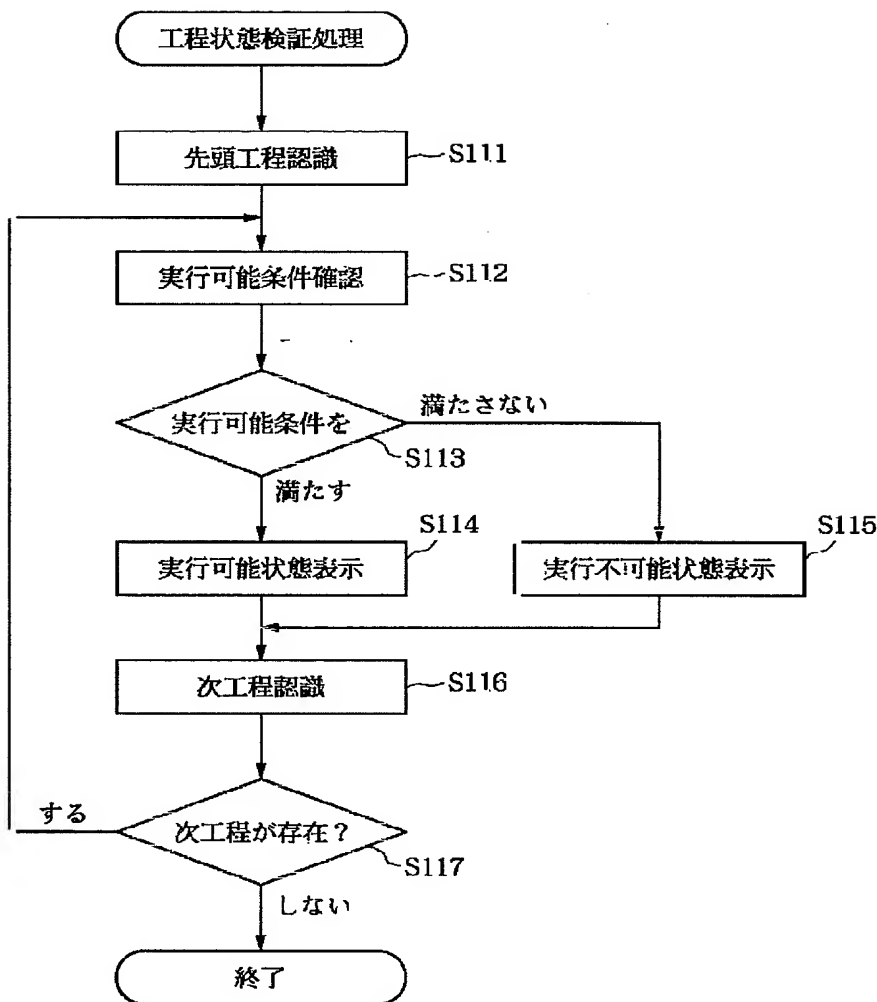 工程状態検証処理
先頭工程認識
S111
実行可能条件確認
S112
満たさない
実行可能条件を
S113
満たす
S114
S115
実行可能状態表示
実行不可能状態表示
次工程認識
S116
する
次工程が存在?
S117
しない
終了